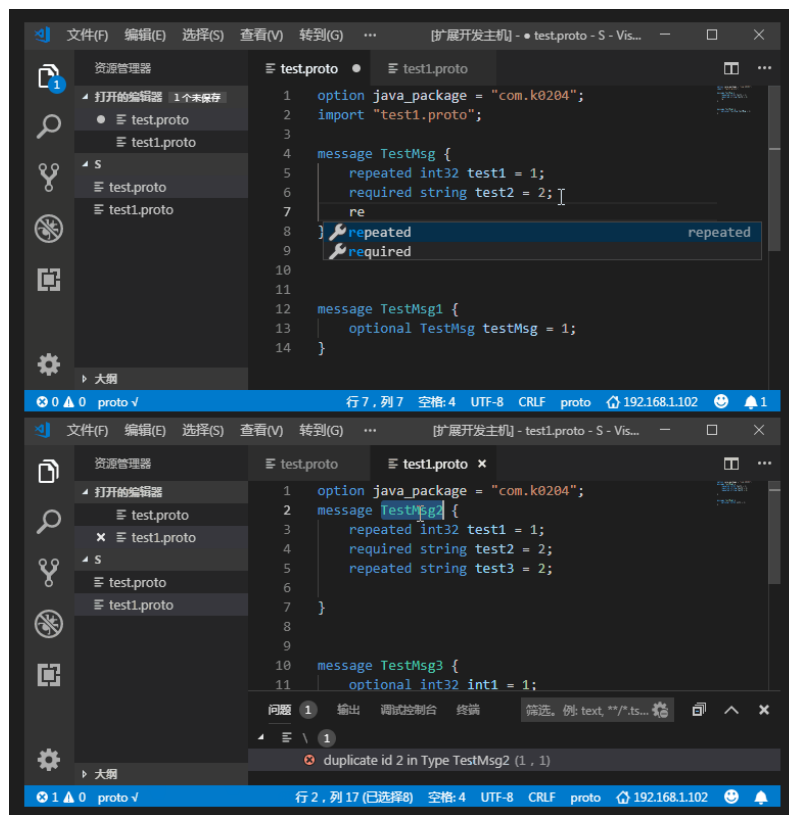 文件(F) 编辑(E) 选择(S) 查看(V) 转到(G) ··· [扩展开发主机] - ● test.proto - S - Vis...
资源管理器 test.proto ● test1.proto ···
1
打开的编辑器 1个未保存
● test.proto
test1.proto
S
test.proto
test1.proto
大纲
1 option java_package = "com.k0204";
2 import "test1.proto";
3
4 message TestMsg {
5 repeated int32 test1 = 1;
6 required string test2 = 2;
7 re
8 } repeated repeated
9 required
10
11
12 message TestMsg1 {
13 optional TestMsg testMsg = 1;
14 }
0 0 proto √ 行 7，列 7 空格: 4 UTF-8 CRLF proto 192.168.1.102 1
文件(F) 编辑(E) 选择(S) 查看(V) 转到(G) ··· [扩展开发主机] - test1.proto - S - Vis...
资源管理器 test.proto test1.proto × ···
打开的编辑器
test.proto
× test1.proto
S
test.proto
test1.proto
大纲
1 option java_package = "com.k0204";
2 message TestMsg2 {
3 repeated int32 test1 = 1;
4 required string test2 = 2;
5 repeated string test3 = 2;
6
7 }
8
9
10 message TestMsg3 {
11 optional int32 int1 = 1;
问题 1 输出 调试控制台 终端 筛选。例: text, **/*.ts...
\ 1
duplicate id 2 in Type TestMsg2 (1 , 1)
1 0 proto √ 行 2，列 17 (已选择8) 空格: 4 UTF-8 CRLF proto 192.168.1.102